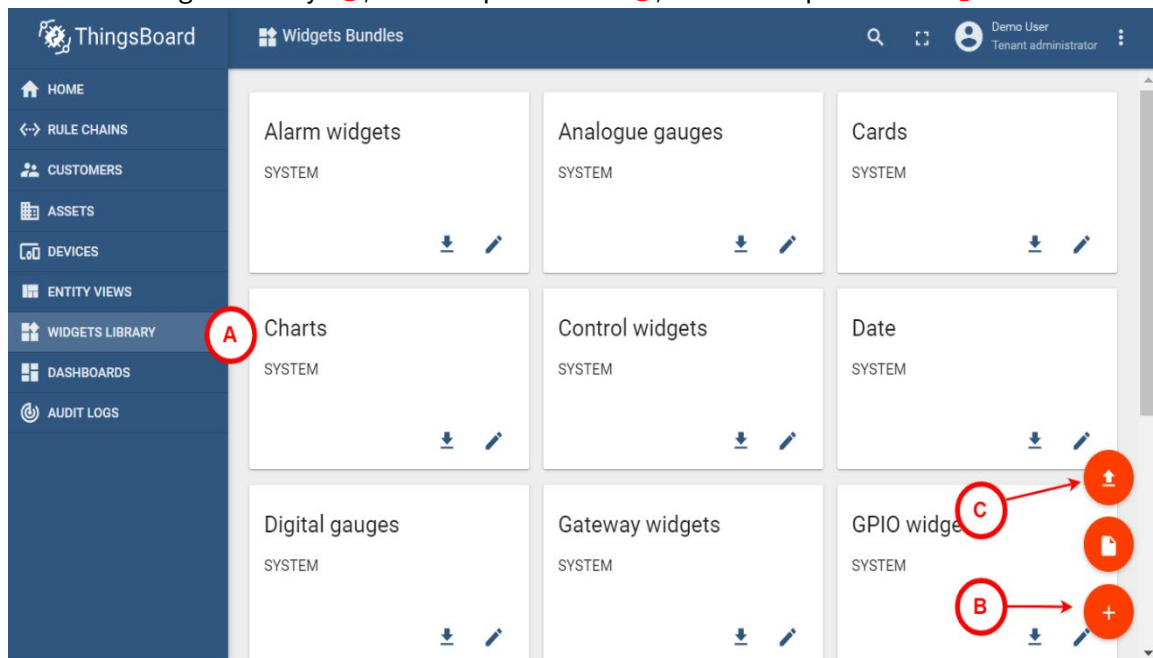 ThingsBoard
Widgets Bundles
Demo User
Tenant administrator
HOME
RULE CHAINS
CUSTOMERS
ASSETS
DEVICES
ENTITY VIEWS
WIDGETS LIBRARY
DASHBOARDS
AUDIT LOGS
A
Alarm widgets
SYSTEM
Analogue gauges
SYSTEM
Cards
SYSTEM
Charts
SYSTEM
Control widgets
SYSTEM
Date
SYSTEM
Digital gauges
SYSTEM
Gateway widgets
SYSTEM
GPIO widge
SYSTEM
C
B